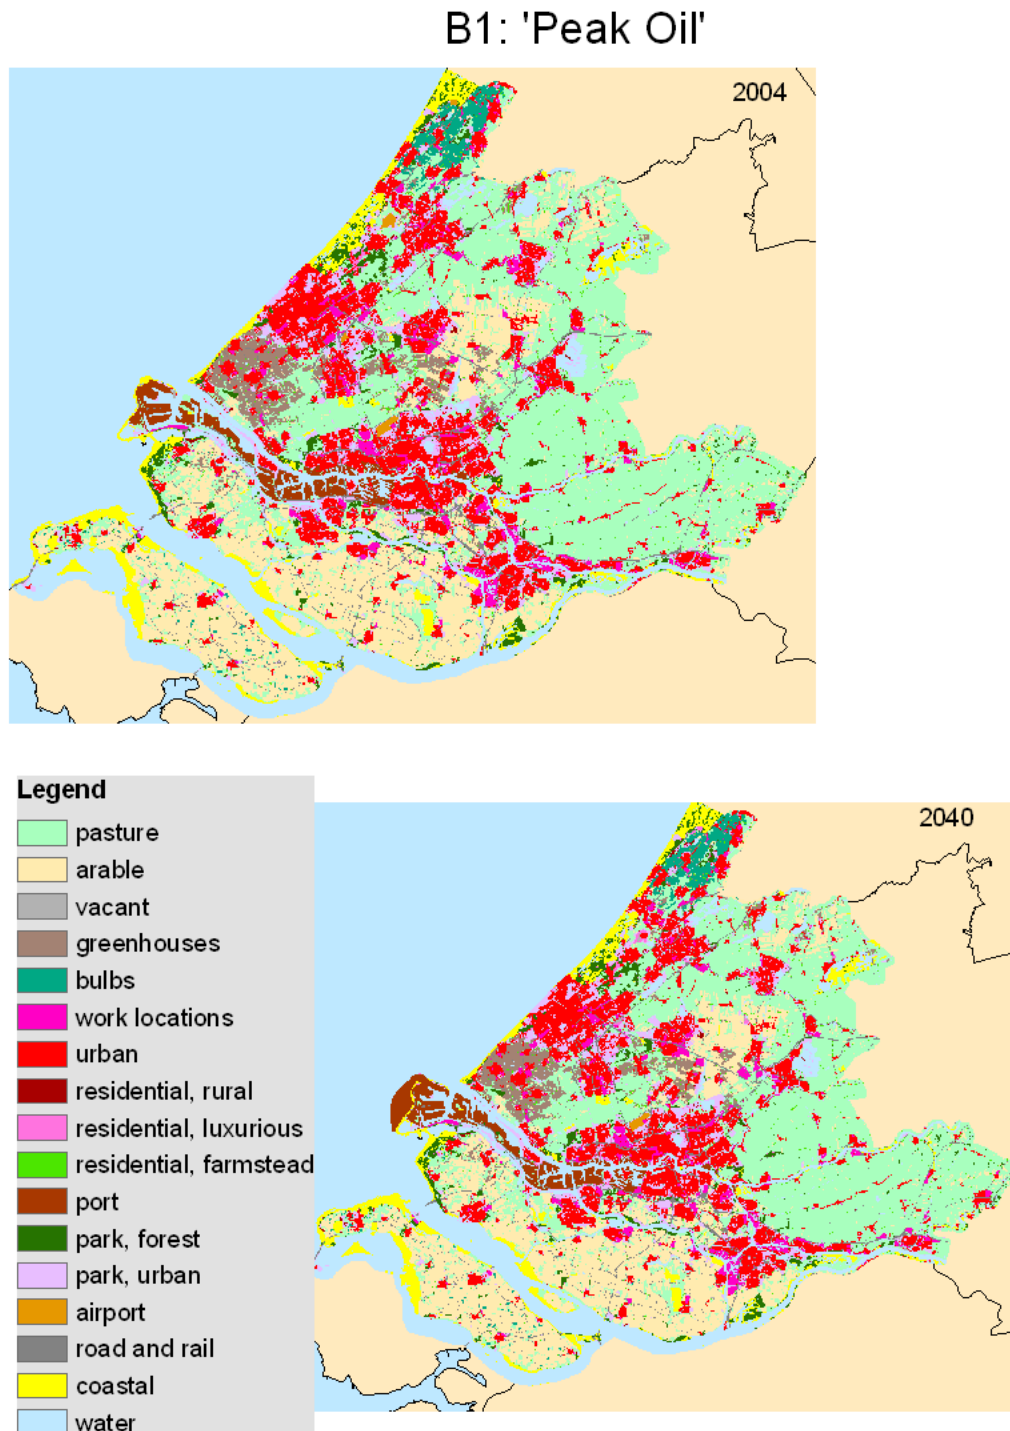 B1: 'Peak Oil'
2004
Legend
pasture
arable
vacant
greenhouses
bulbs
work locations
urban
residential, rural
residential, luxurious
residential, farmstead
port
park, forest
park, urban
airport
road and rail
coastal
water
2040